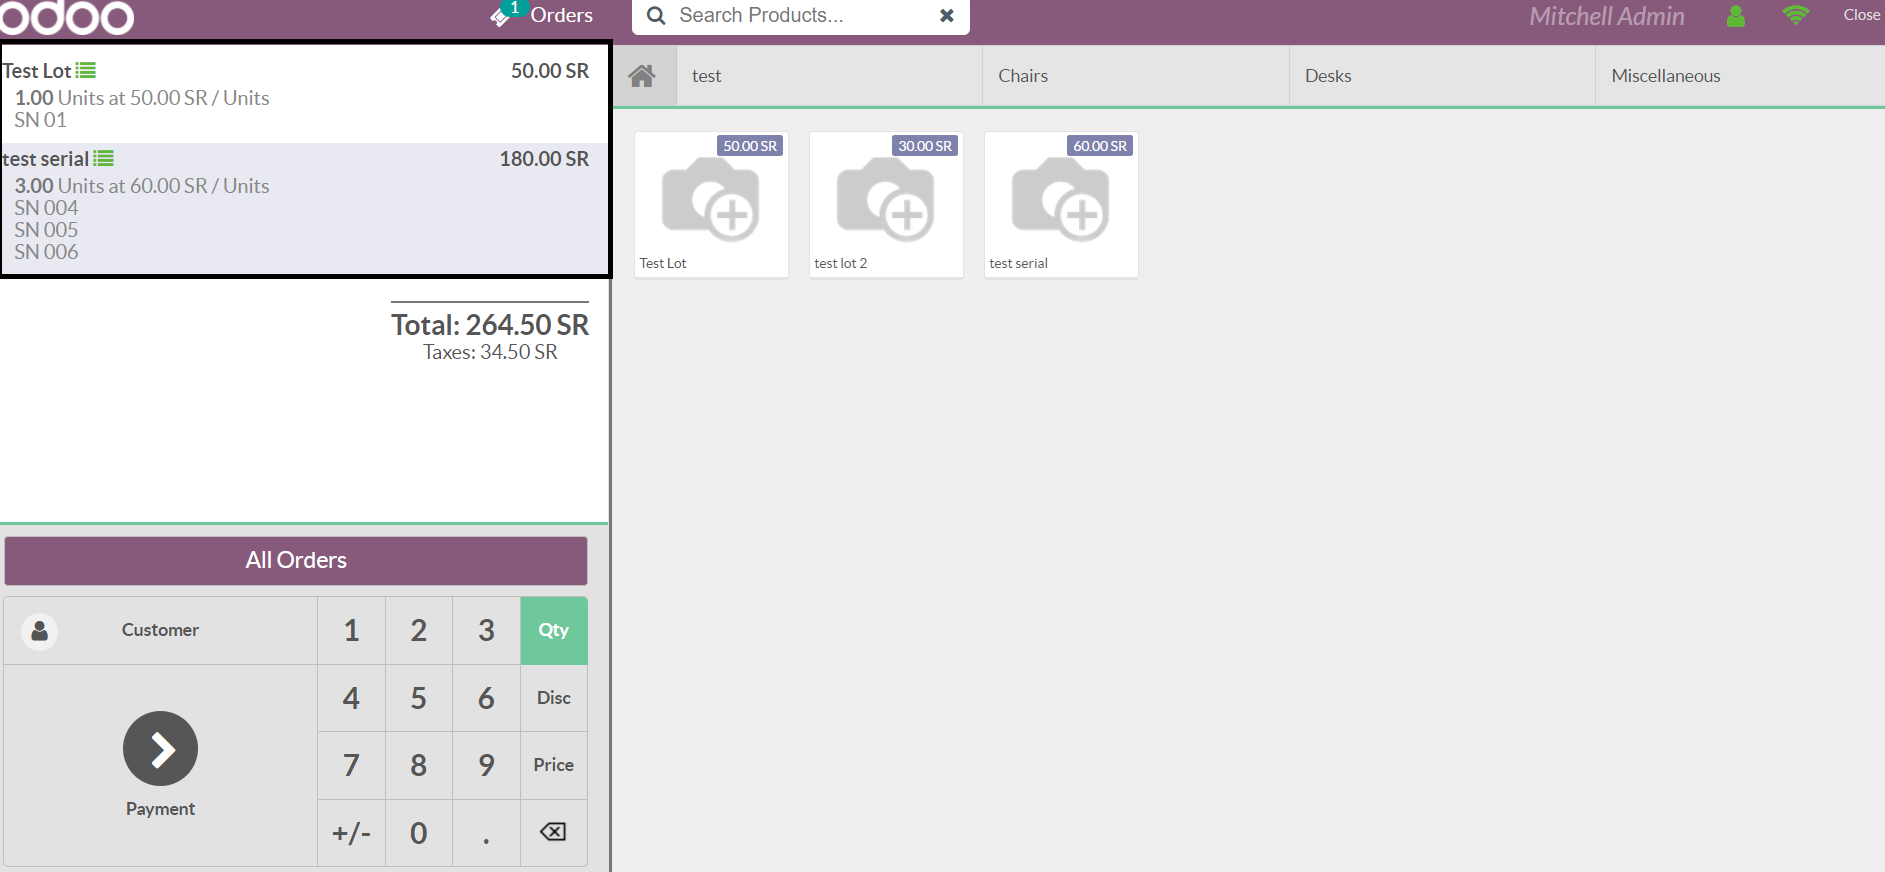 odoo
1 Orders
Search Products...
Mitchell Admin
Close
Test Lot 50.00 SR
1.00 Units at 50.00 SR / Units
SN 01
test serial 180.00 SR
3.00 Units at 60.00 SR / Units
SN 004
SN 005
SN 006
Total: 264.50 SR
Taxes: 34.50 SR
All Orders
Customer
1 2 3 Qty
4 5 6 Disc
7 8 9 Price
+/- 0 .
Payment
test Chairs Desks Miscellaneous
50.00 SR
Test Lot
30.00 SR
test lot 2
60.00 SR
test serial